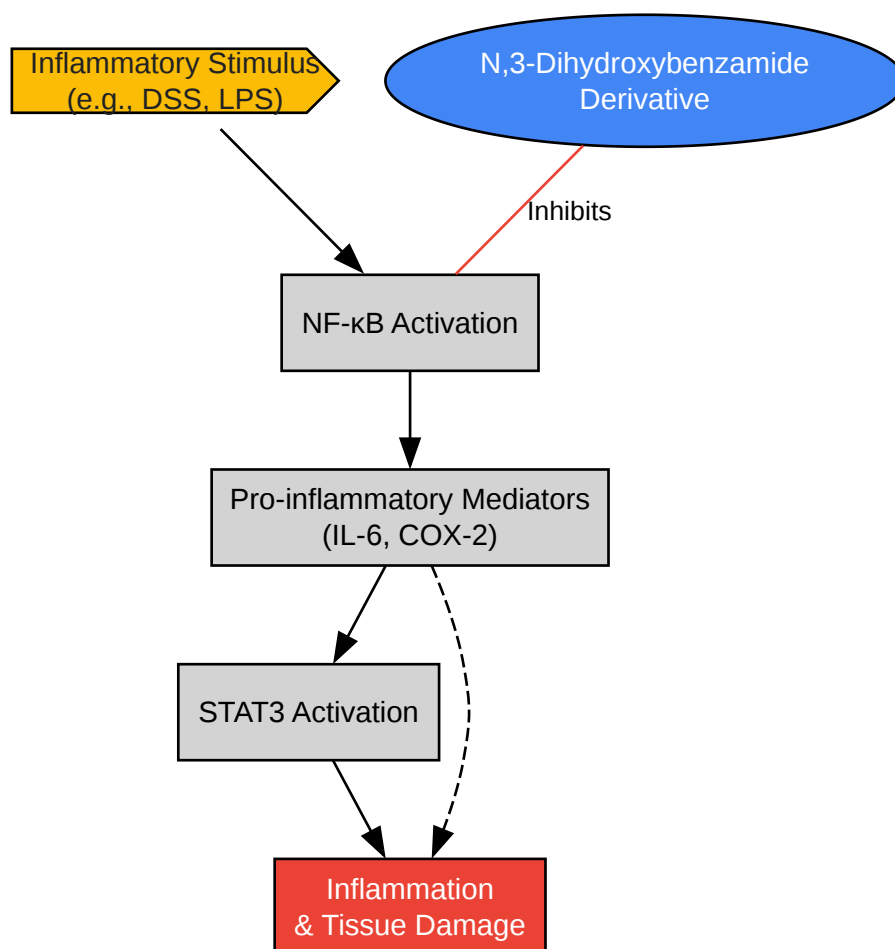 Inflammatory Stimulus
(e.g., DSS, LPS)
N,3-Dihydroxybenzamide
Derivative
Inhibits
NF-κB Activation
Pro-inflammatory Mediators
(IL-6, COX-2)
STAT3 Activation
Inflammation
& Tissue Damage